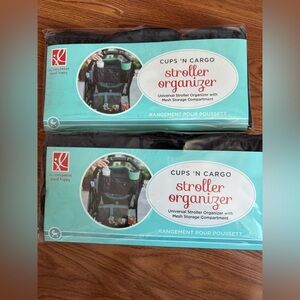 CUPS 'N CARGO
stroller
organizer
Universal Stroller Organizer with
Mesh Storage Compartment
RANGEMENT POUR POUSSETT
CUPS 'N CARGO
stroller
organizer
Universal Stroller Organizer with
Mesh Storage Compartment
RANGEMENT POUR POUSSETT